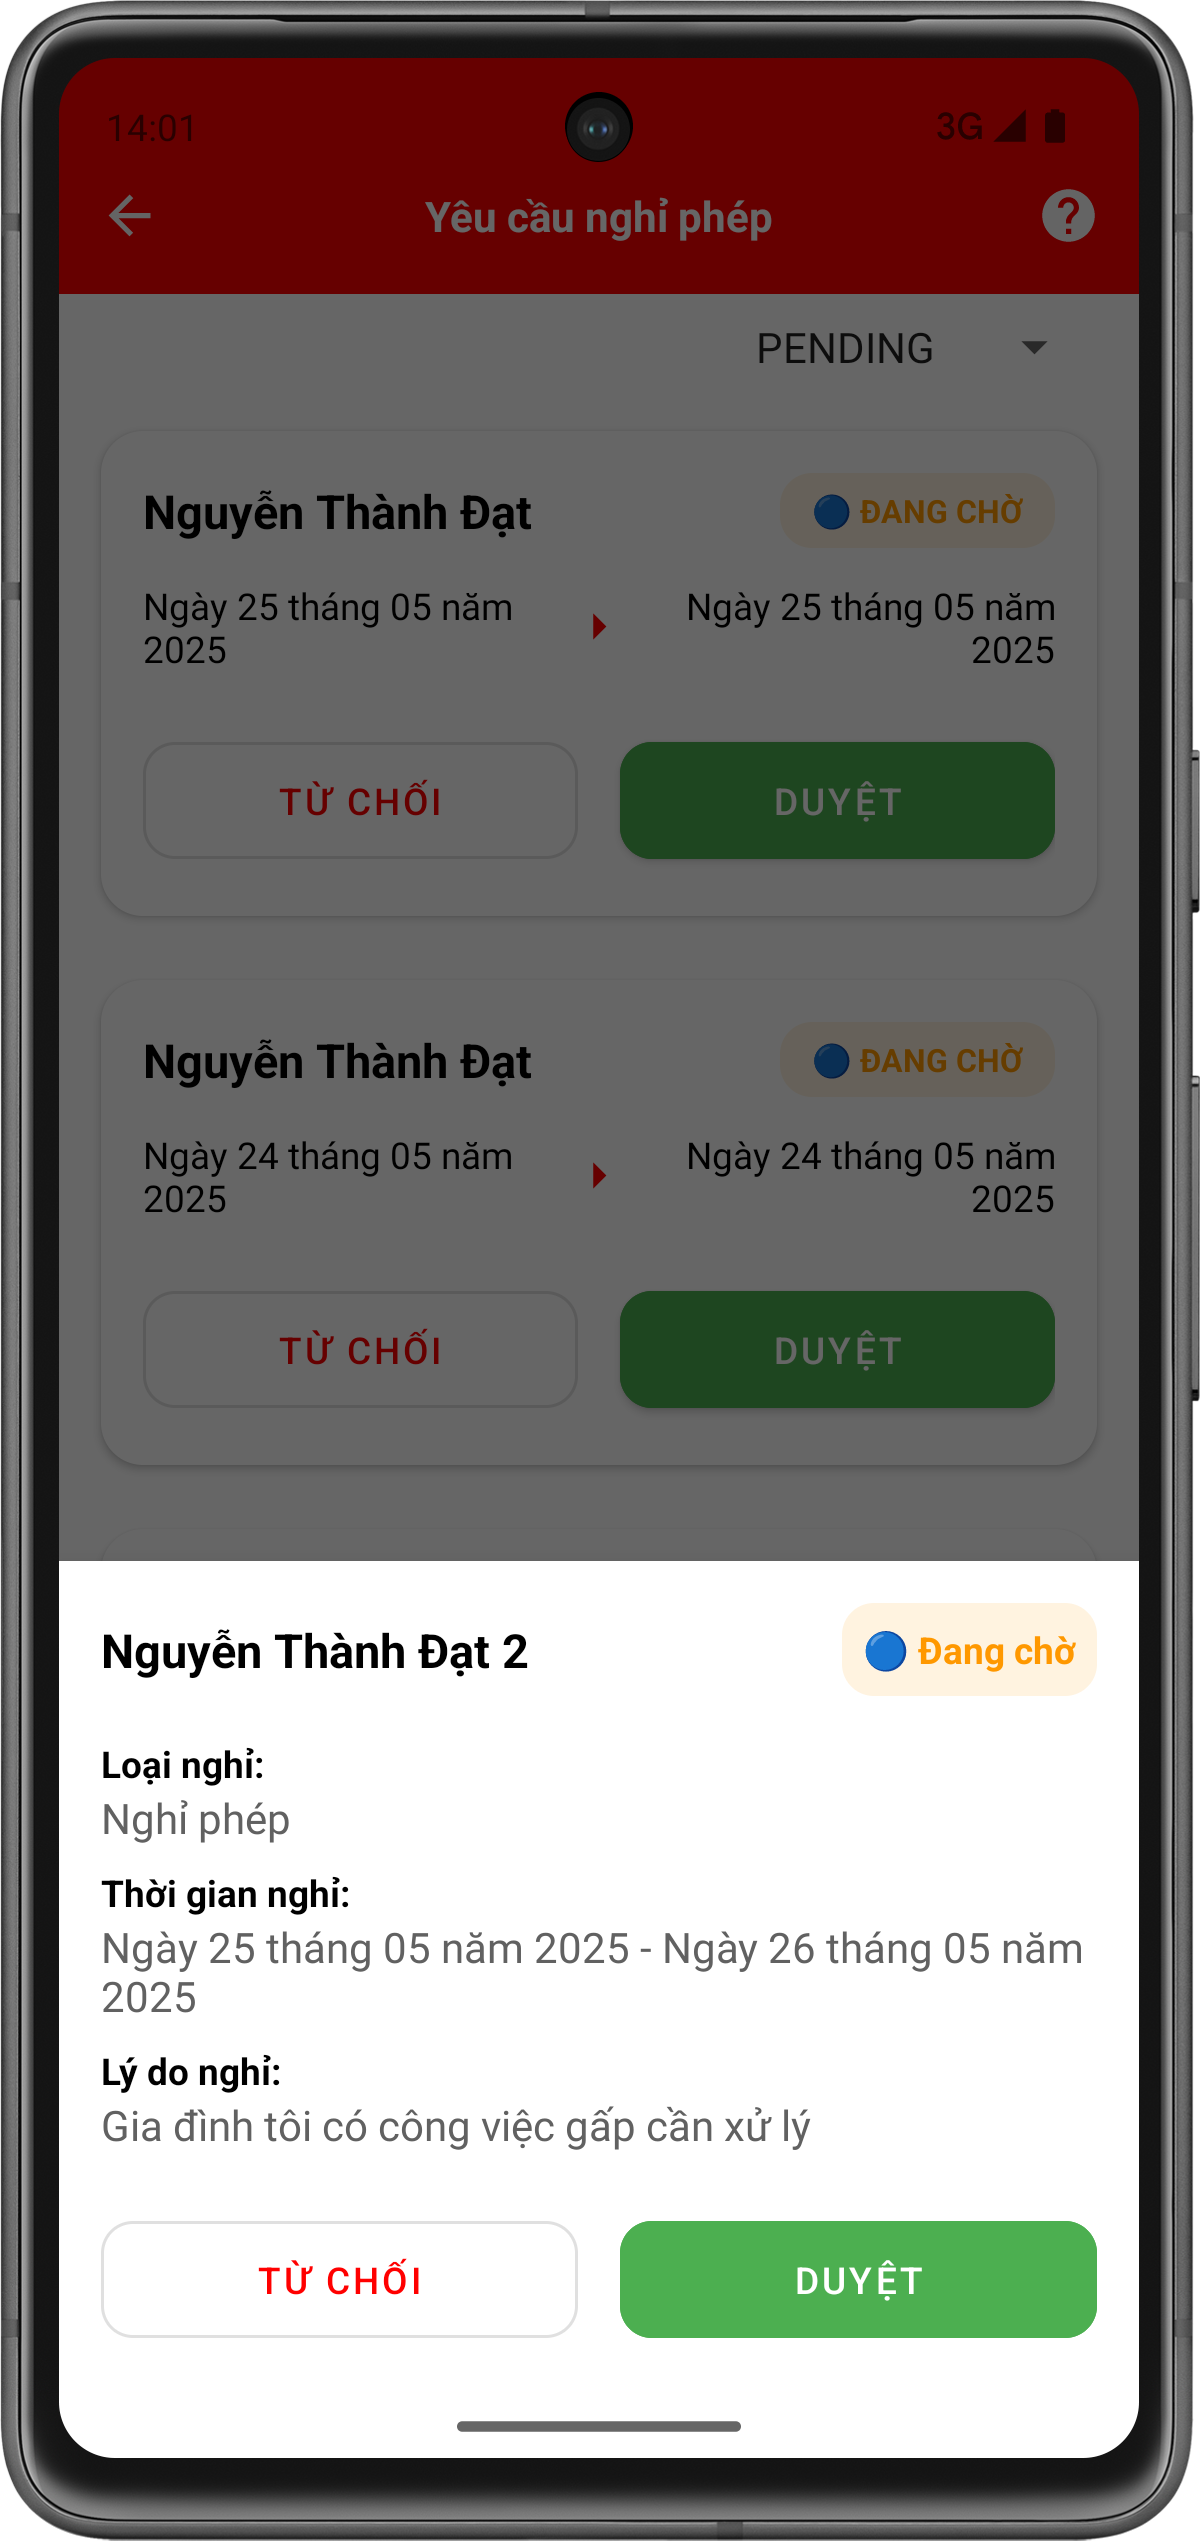 14:01
3G
Yêu cầu nghỉ phép
PENDING
Nguyễn Thành Đạt
ĐANG CHỜ
Ngày 25 tháng 05 năm
2025
Ngày 25 tháng 05 năm
2025
TỪ CHỐI
DUYỆT
Nguyễn Thành Đạt
ĐANG CHỜ
Ngày 24 tháng 05 năm
2025
Ngày 24 tháng 05 năm
2025
TỪ CHỐI
DUYỆT
Nguyễn Thành Đạt 2
Đang chờ
Loại nghỉ:
Nghỉ phép
Thời gian nghỉ:
Ngày 25 tháng 05 năm 2025 - Ngày 26 tháng 05 năm
2025
Lý do nghỉ:
Gia đình tôi có công việc gấp cần xử lý
TỪ CHỐI
DUYỆT